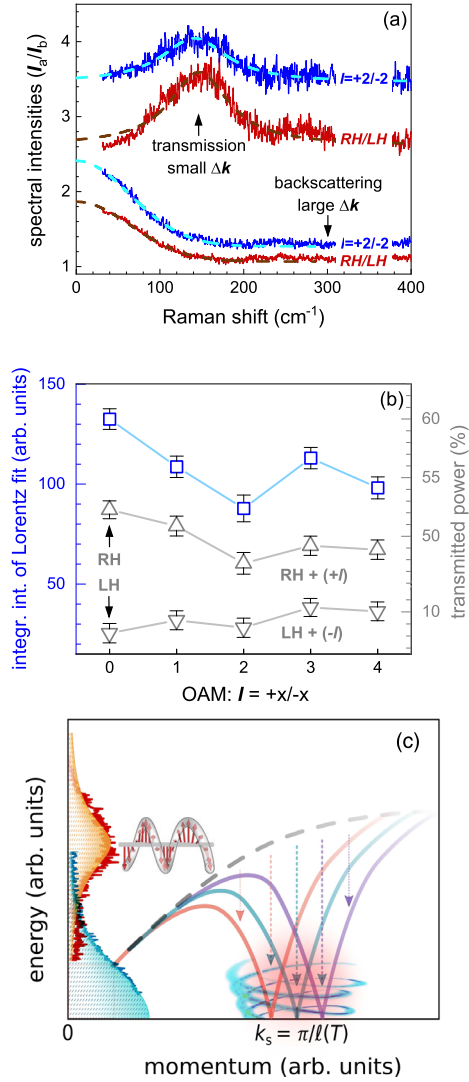 (a)
spectral intensities (I_a/I_b)
4
3
2
1
l=+2/-2
RH/LH
transmission
small Δk
backscattering
large Δk
l=+2/-2
RH/LH
0 100 200 300 400
Raman shift (cm⁻¹)
(b)
integr. int. of Lorentz fit (arb. units)
150
100
50
transmitted power (%)
60
55
50
10
RH
LH
RH + (+l)
LH + (-l)
0 1 2 3 4
OAM: l = +x/-x
(c)
energy (arb. units)
0
k_s = π/ℓ(T)
momentum (arb. units)